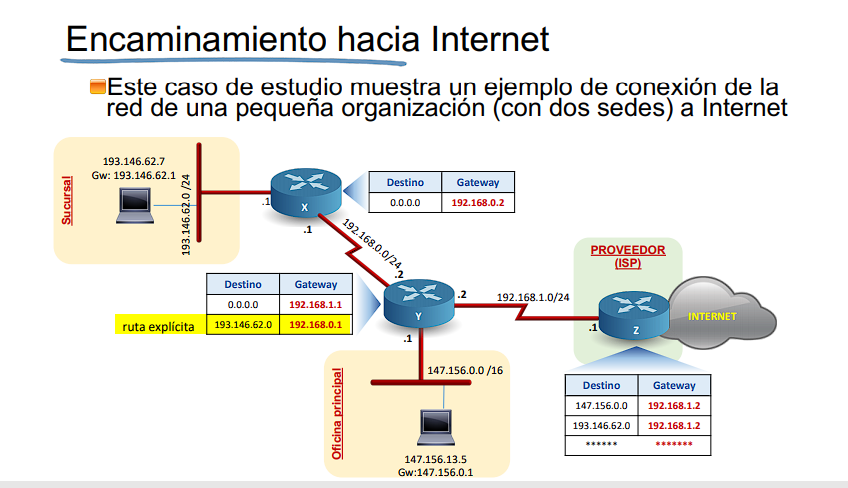 Encaminamiento hacia Internet
Este caso de estudio muestra un ejemplo de conexión de la
red de una pequeña organización (con dos sedes) a Internet
Sucursal
193.146.62.7
Gw: 193.146.62.1
193.146.62.0 /24
.1
X
.1
Destino Gateway
0.0.0.0 192.168.0.2
192.168.0.0/24
.2
Destino Gateway
0.0.0.0 192.168.1.1
ruta explícita 193.146.62.0 192.168.0.1
Y
.2
.1
192.168.1.0/24
PROVEEDOR
(ISP)
.1
Z
INTERNET
Destino Gateway
147.156.0.0 192.168.1.2
193.146.62.0 192.168.1.2
****** *******
Oficina principal
147.156.0.0 /16
147.156.13.5
Gw:147.156.0.1